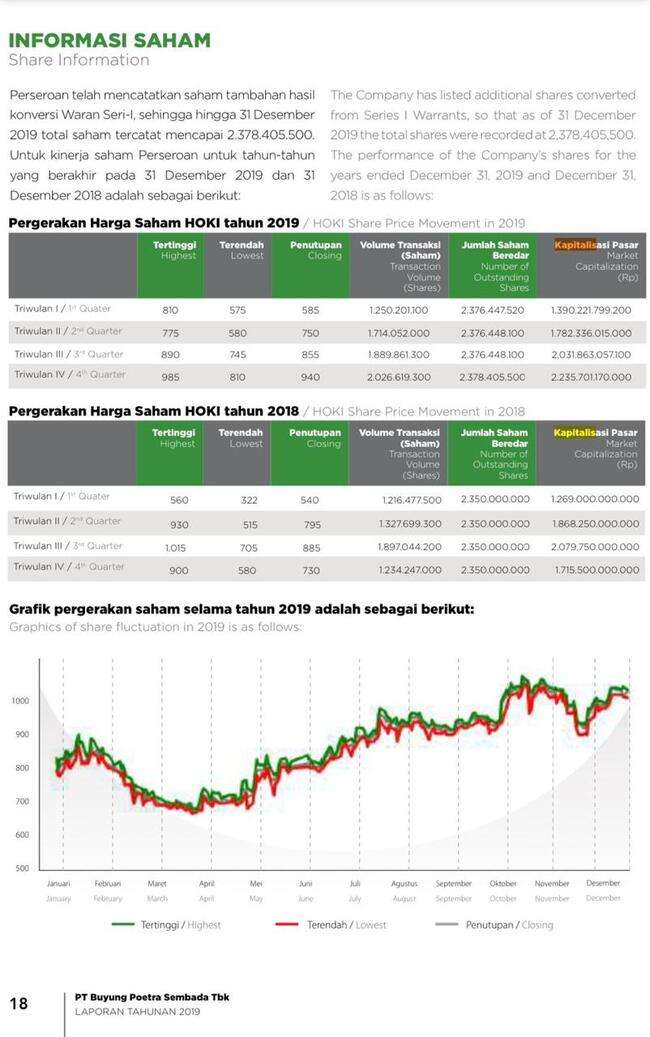 INFORMASI SAHAM
Share Information
Perseroan telah mencatatkan saham tambahan hasil
konversi Waran Seri-I, sehingga hingga 31 Desember
2019 total saham tercatat mencapai 2.378.405.500.
Untuk kinerja saham Perseroan untuk tahun-tahun
yang berakhir pada 31 Desember 2019 dan 31
Desember 2018 adalah sebagai berikut:
The Company has listed additional shares converted
from Series I Warrants, so that as of 31 December
2019 the total shares were recorded at 2,378,405,500.
The performance of the Company's shares for the
years ended December 31, 2019 and December 31,
2018 is as follows:
Pergerakan Harga Saham HOKI tahun 2019 / HOKI Share Price Movement in 2019
Tertinggi Terendah Penutupan Volume Transaksi Jumlah Saham Kapitalisasi Pasar
Highest Lowest Closing (Saham) Beredar Market
Transaction Number of Capitalization
Volume Outstanding (Rp)
(Shares) Shares
Triwulan I / 1st Quater 810 575 585 1.250.201.100 2.376.447.520 1.390.221.799.200
Triwulan II / 2nd Quarter 775 580 750 1.714.052.000 2.376.448.100 1.782.336.015.000
Triwulan III / 3rd Quarter 890 745 855 1.889.861.300 2.376.448.100 2.031.863.057.100
Triwulan IV / 4th Quarter 985 810 940 2.026.619.300 2.378.405.500 2.235.701.170.000
Pergerakan Harga Saham HOKI tahun 2018 / HOKI Share Price Movement in 2018
Tertinggi Terendah Penutupan Volume Transaksi Jumlah Saham Kapitalisasi Pasar
Highest Lowest Closing (Saham) Beredar Market
Transaction Number of Capitalization
Volume Outstanding (Rp)
(Shares) Shares
Triwulan I / 1st Quater 560 322 540 1.216.477.500 2.350.000.000 1.269.000.000.000
Triwulan II / 2nd Quarter 930 515 795 1.327.699.300 2.350.000.000 1.868.250.000.000
Triwulan III / 3rd Quarter 1.015 705 885 1.897.044.200 2.350.000.000 2.079.750.000.000
Triwulan IV / 4th Quarter 900 580 730 1.234.247.000 2.350.000.000 1.715.500.000.000
Grafik pergerakan saham selama tahun 2019 adalah sebagai berikut:
Graphics of share fluctuation in 2019 is as follows:
1000
900
800
700
600
500
Januari Februari Maret April Mei Juni Juli Agustus September Oktober November Desember
January February March April May June July August September October November December
Tertinggi / Highest Terendah / Lowest Penutupan / Closing
18
PT Buyung Poetra Sembada Tbk
LAPORAN TAHUNAN 2019